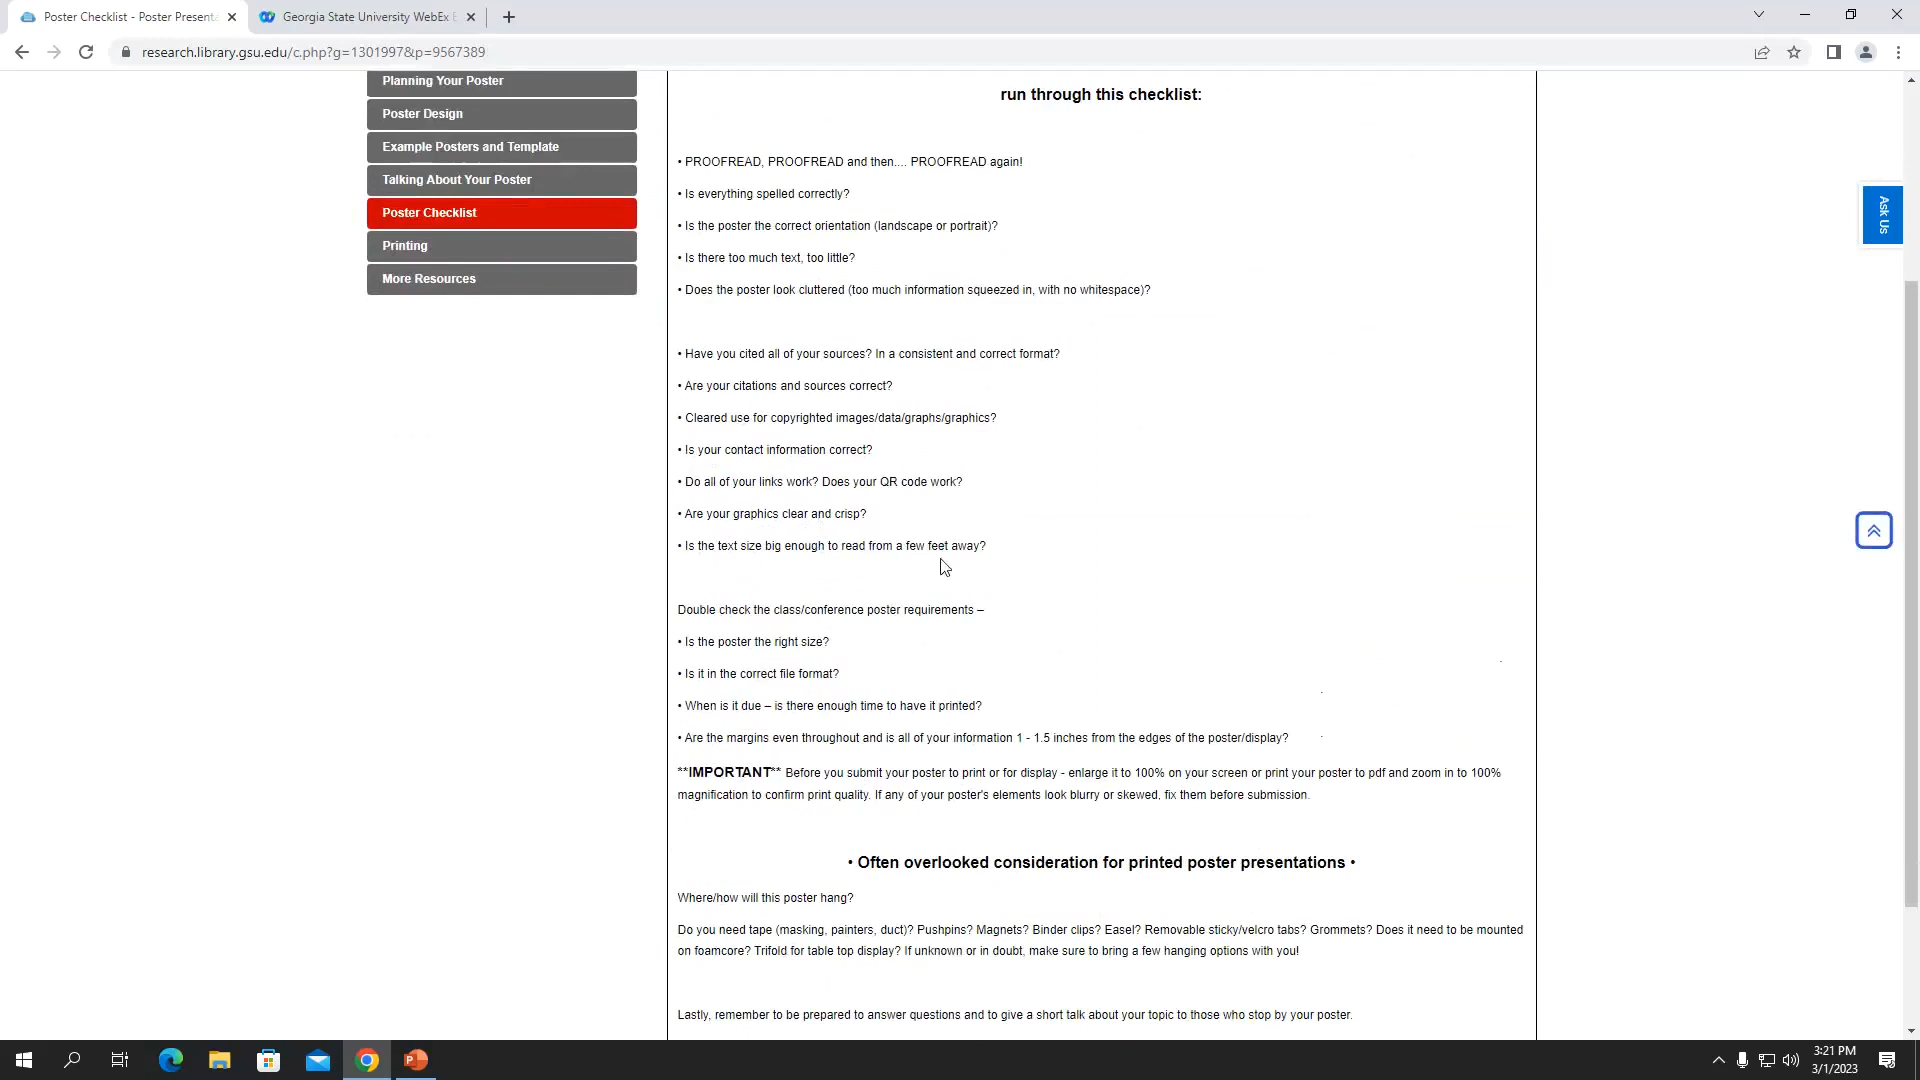 Poster Checklist - Poster Presenta
Georgia State University WebEx E
research.library.gsu.edu/c.php?g=1301997&p=9567389
Planning Your Poster
Poster Design
Example Posters and Template
Talking About Your Poster
Poster Checklist
Printing
More Resources
run through this checklist:
• PROOFREAD, PROOFREAD and then.... PROOFREAD again!
• Is everything spelled correctly?
• Is the poster the correct orientation (landscape or portrait)?
• Is there too much text, too little?
• Does the poster look cluttered (too much information squeezed in, with no whitespace)?
• Have you cited all of your sources? In a consistent and correct format?
• Are your citations and sources correct?
• Cleared use for copyrighted images/data/graphs/graphics?
• Is your contact information correct?
• Do all of your links work? Does your QR code work?
• Are your graphics clear and crisp?
• Is the text size big enough to read from a few feet away?
Double check the class/conference poster requirements –
• Is the poster the right size?
• Is it in the correct file format?
• When is it due – is there enough time to have it printed?
• Are the margins even throughout and is all of your information 1 - 1.5 inches from the edges of the poster/display?
**IMPORTANT** Before you submit your poster to print or for display - enlarge it to 100% on your screen or print your poster to pdf and zoom in to 100%
magnification to confirm print quality. If any of your poster's elements look blurry or skewed, fix them before submission.
• Often overlooked consideration for printed poster presentations •
Where/how will this poster hang?
Do you need tape (masking, painters, duct)? Pushpins? Magnets? Binder clips? Easel? Removable sticky/velcro tabs? Grommets? Does it need to be mounted
on foamcore? Trifold for table top display? If unknown or in doubt, make sure to bring a few hanging options with you!
Lastly, remember to be prepared to answer questions and to give a short talk about your topic to those who stop by your poster.
Ask Us
3:21 PM
3/1/2023